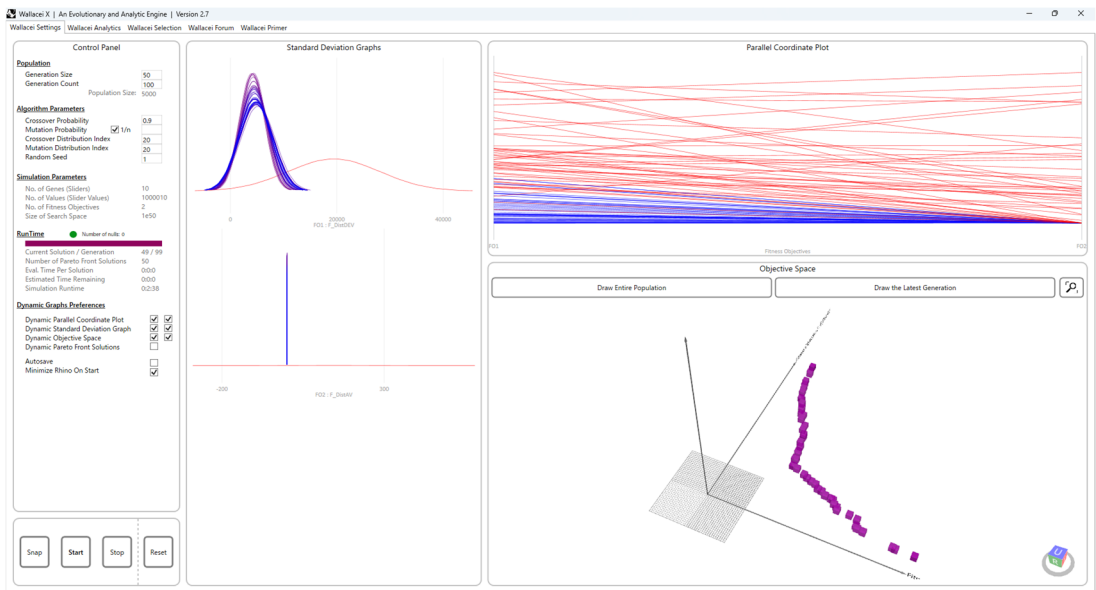 Wallacei X | An Evolutionary and Analytic Engine | Version 2.7
Wallacei Settings Wallacei Analytics Wallacei Selection Wallacei Forum Wallacei Primer
Control Panel
Population
Generation Size 50
Generation Count 100
Population Size: 5000
Algorithm Parameters
Crossover Probability 0.9
Mutation Probability 1/n
Crossover Distribution Index 20
Mutation Distribution Index 20
Random Seed 1
Simulation Parameters
No. of Genes (Sliders) 10
No. of Values (Slider Values) 1000010
No. of Fitness Objectives 2
Size of Search Space 1e50
RunTime Number of nulls: 0
Current Solution / Generation 49 / 99
Number of Pareto Front Solutions 50
Eval. Time Per Solution 0:0:0
Estimated Time Remaining 0:0:0
Simulation Runtime 0:2:38
Dynamic Graphs Preferences
Dynamic Parallel Coordinate Plot
Dynamic Standard Deviation Graph
Dynamic Objective Space
Dynamic Pareto Front Solutions
Autosave
Minimize Rhino On Start
Snap Start Stop Reset
Standard Deviation Graphs
0 20000 40000
FO1 : F_DistDEV
FO2 : F_DistAV
Parallel Coordinate Plot
FO1 FO2
Fitness Objectives
Objective Space
Draw Entire Population Draw the Latest Generation